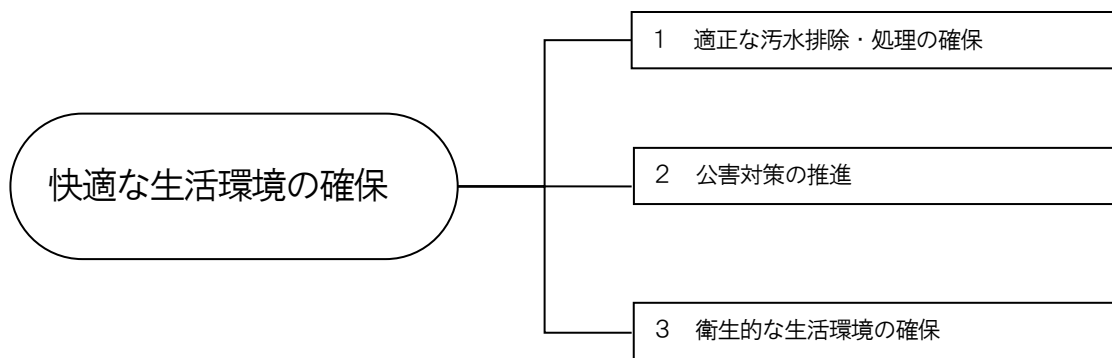 快適な生活環境の確保
１　適正な汚水排除・処理の確保
２　公害対策の推進
３　衛生的な生活環境の確保